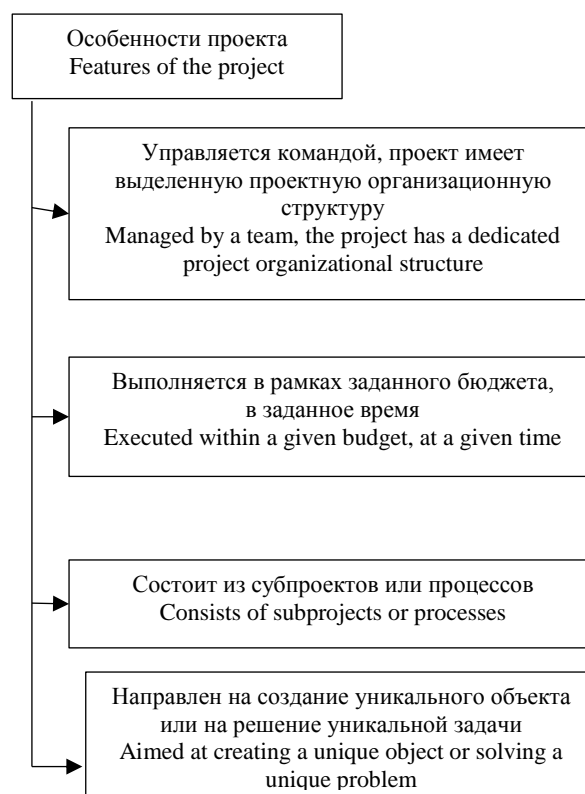 Особенности проекта
Features of the project
Управляется командой, проект имеет
выделенную проектную организационную
структуру
Managed by a team, the project has a dedicated
project organizational structure
Выполняется в рамках заданного бюджета,
в заданное время
Executed within a given budget, at a given time
Состоит из субпроектов или процессов
Consists of subprojects or processes
Направлен на создание уникального объекта
или на решение уникальной задачи
Aimed at creating a unique object or solving a
unique problem